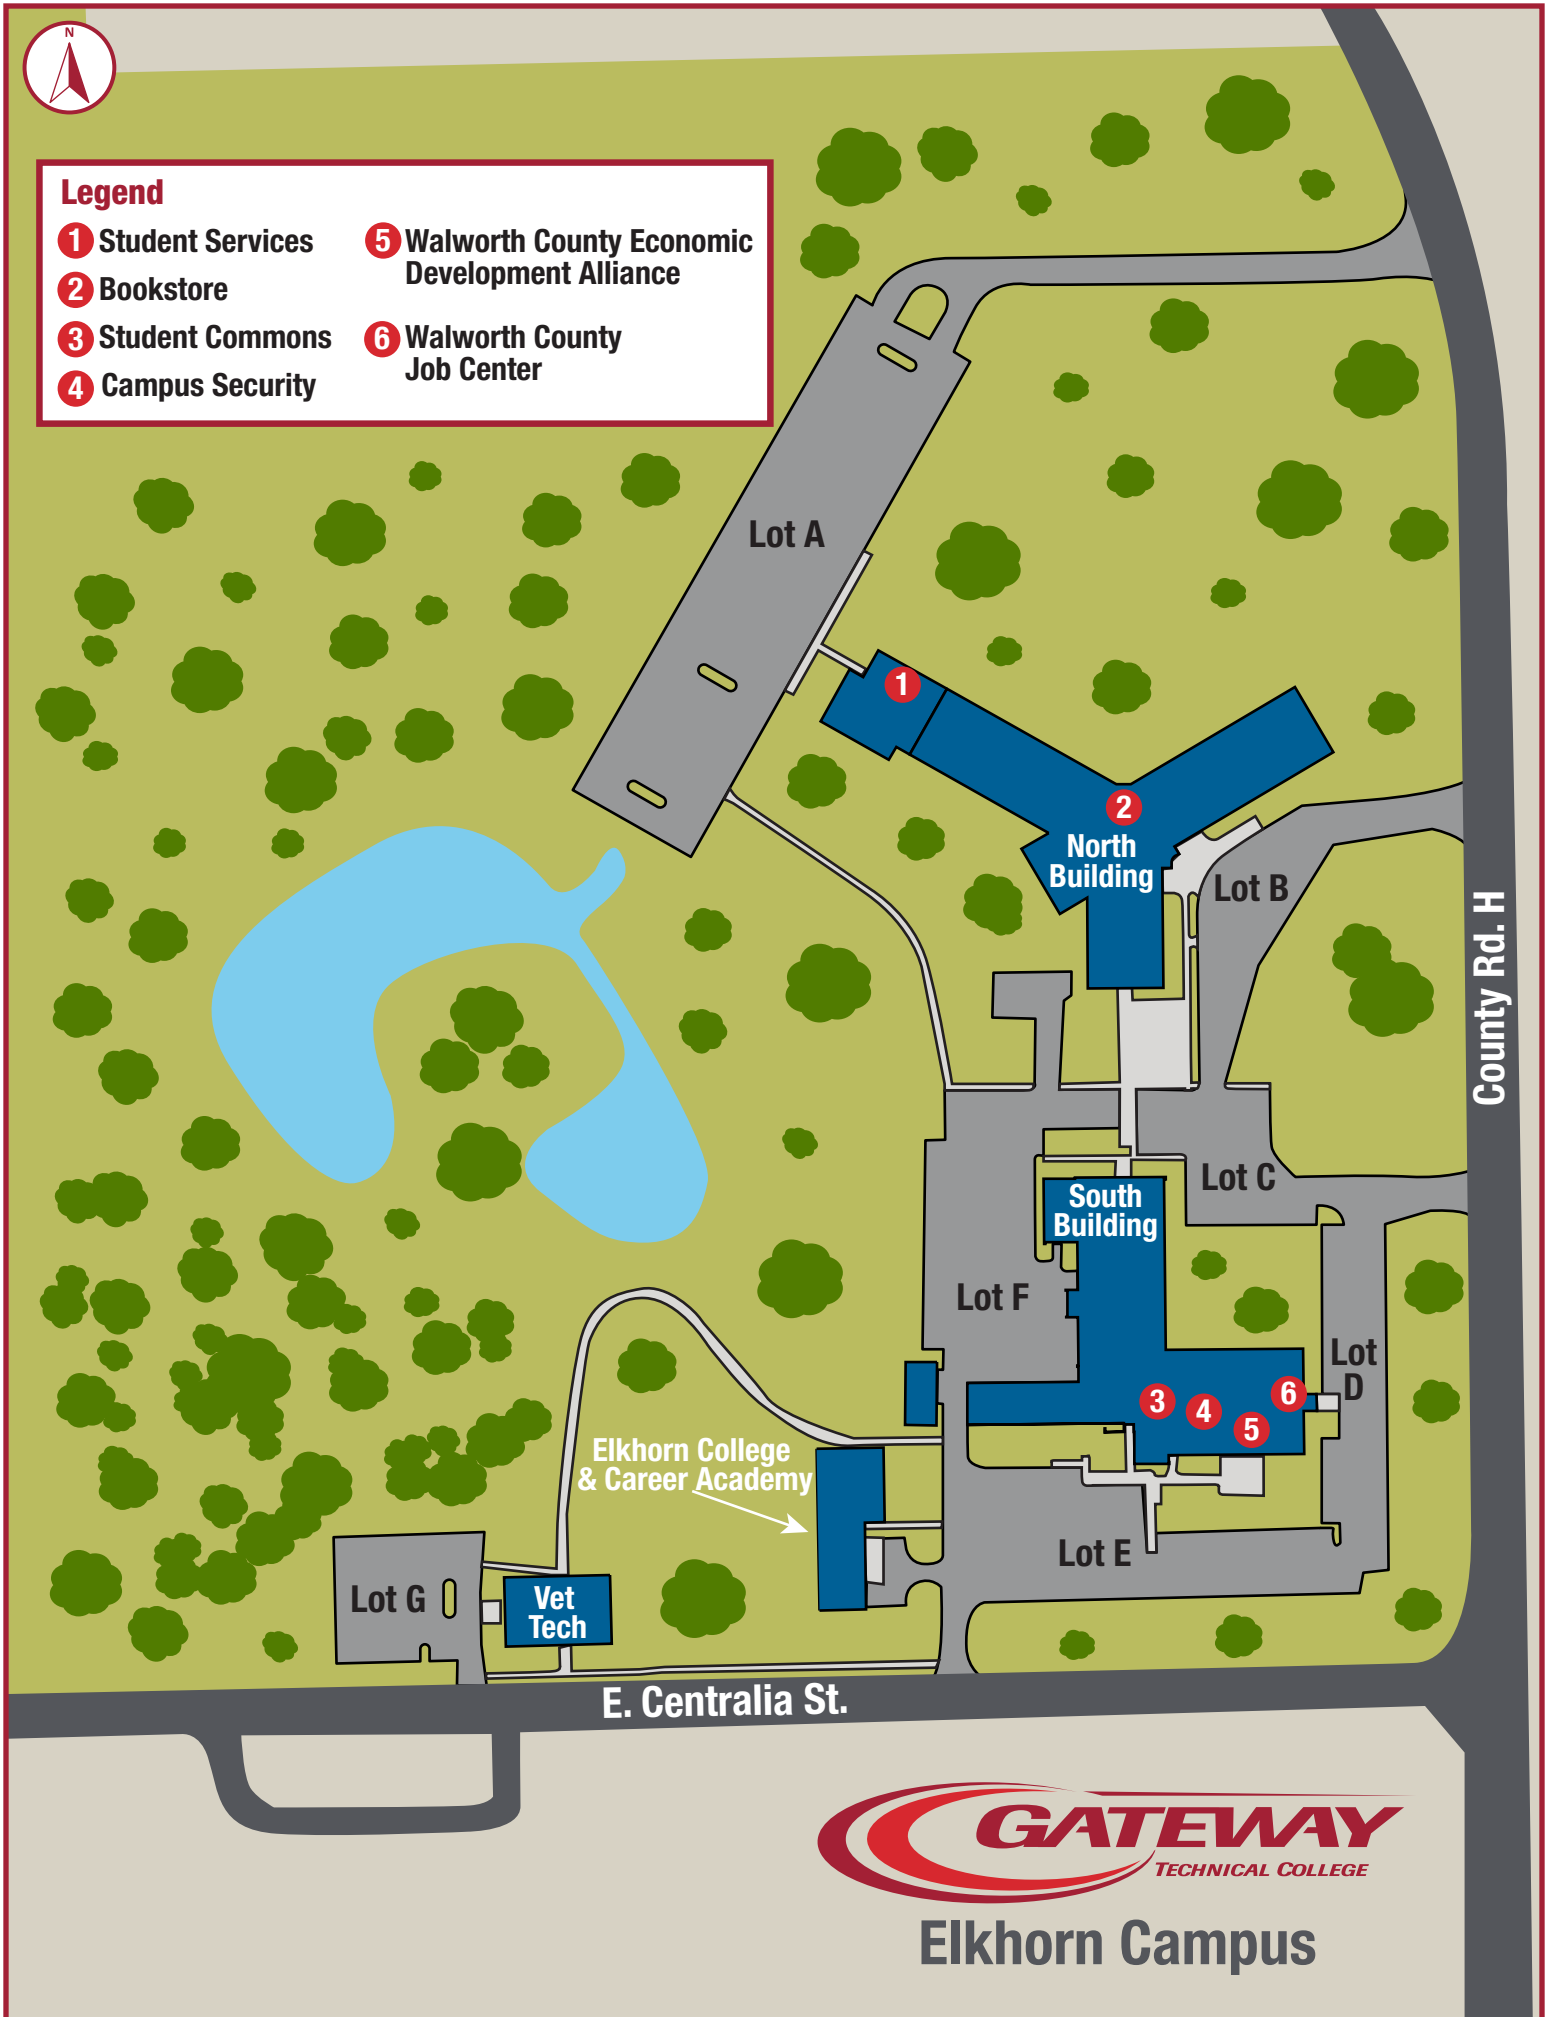 N
Legend
1 Student Services
2 Bookstore
3 Student Commons
4 Campus Security
5 Walworth County Economic
Development Alliance
6 Walworth County
Job Center
Lot A
1
2
North
Building
Lot B
County Rd. H
Lot C
South
Building
Lot F
Lot
D
3
4
5
6
Elkhorn College
& Career Academy
Lot E
Lot G
Vet
Tech
E. Centralia St.
GATEWAY
TECHNICAL COLLEGE
Elkhorn Campus